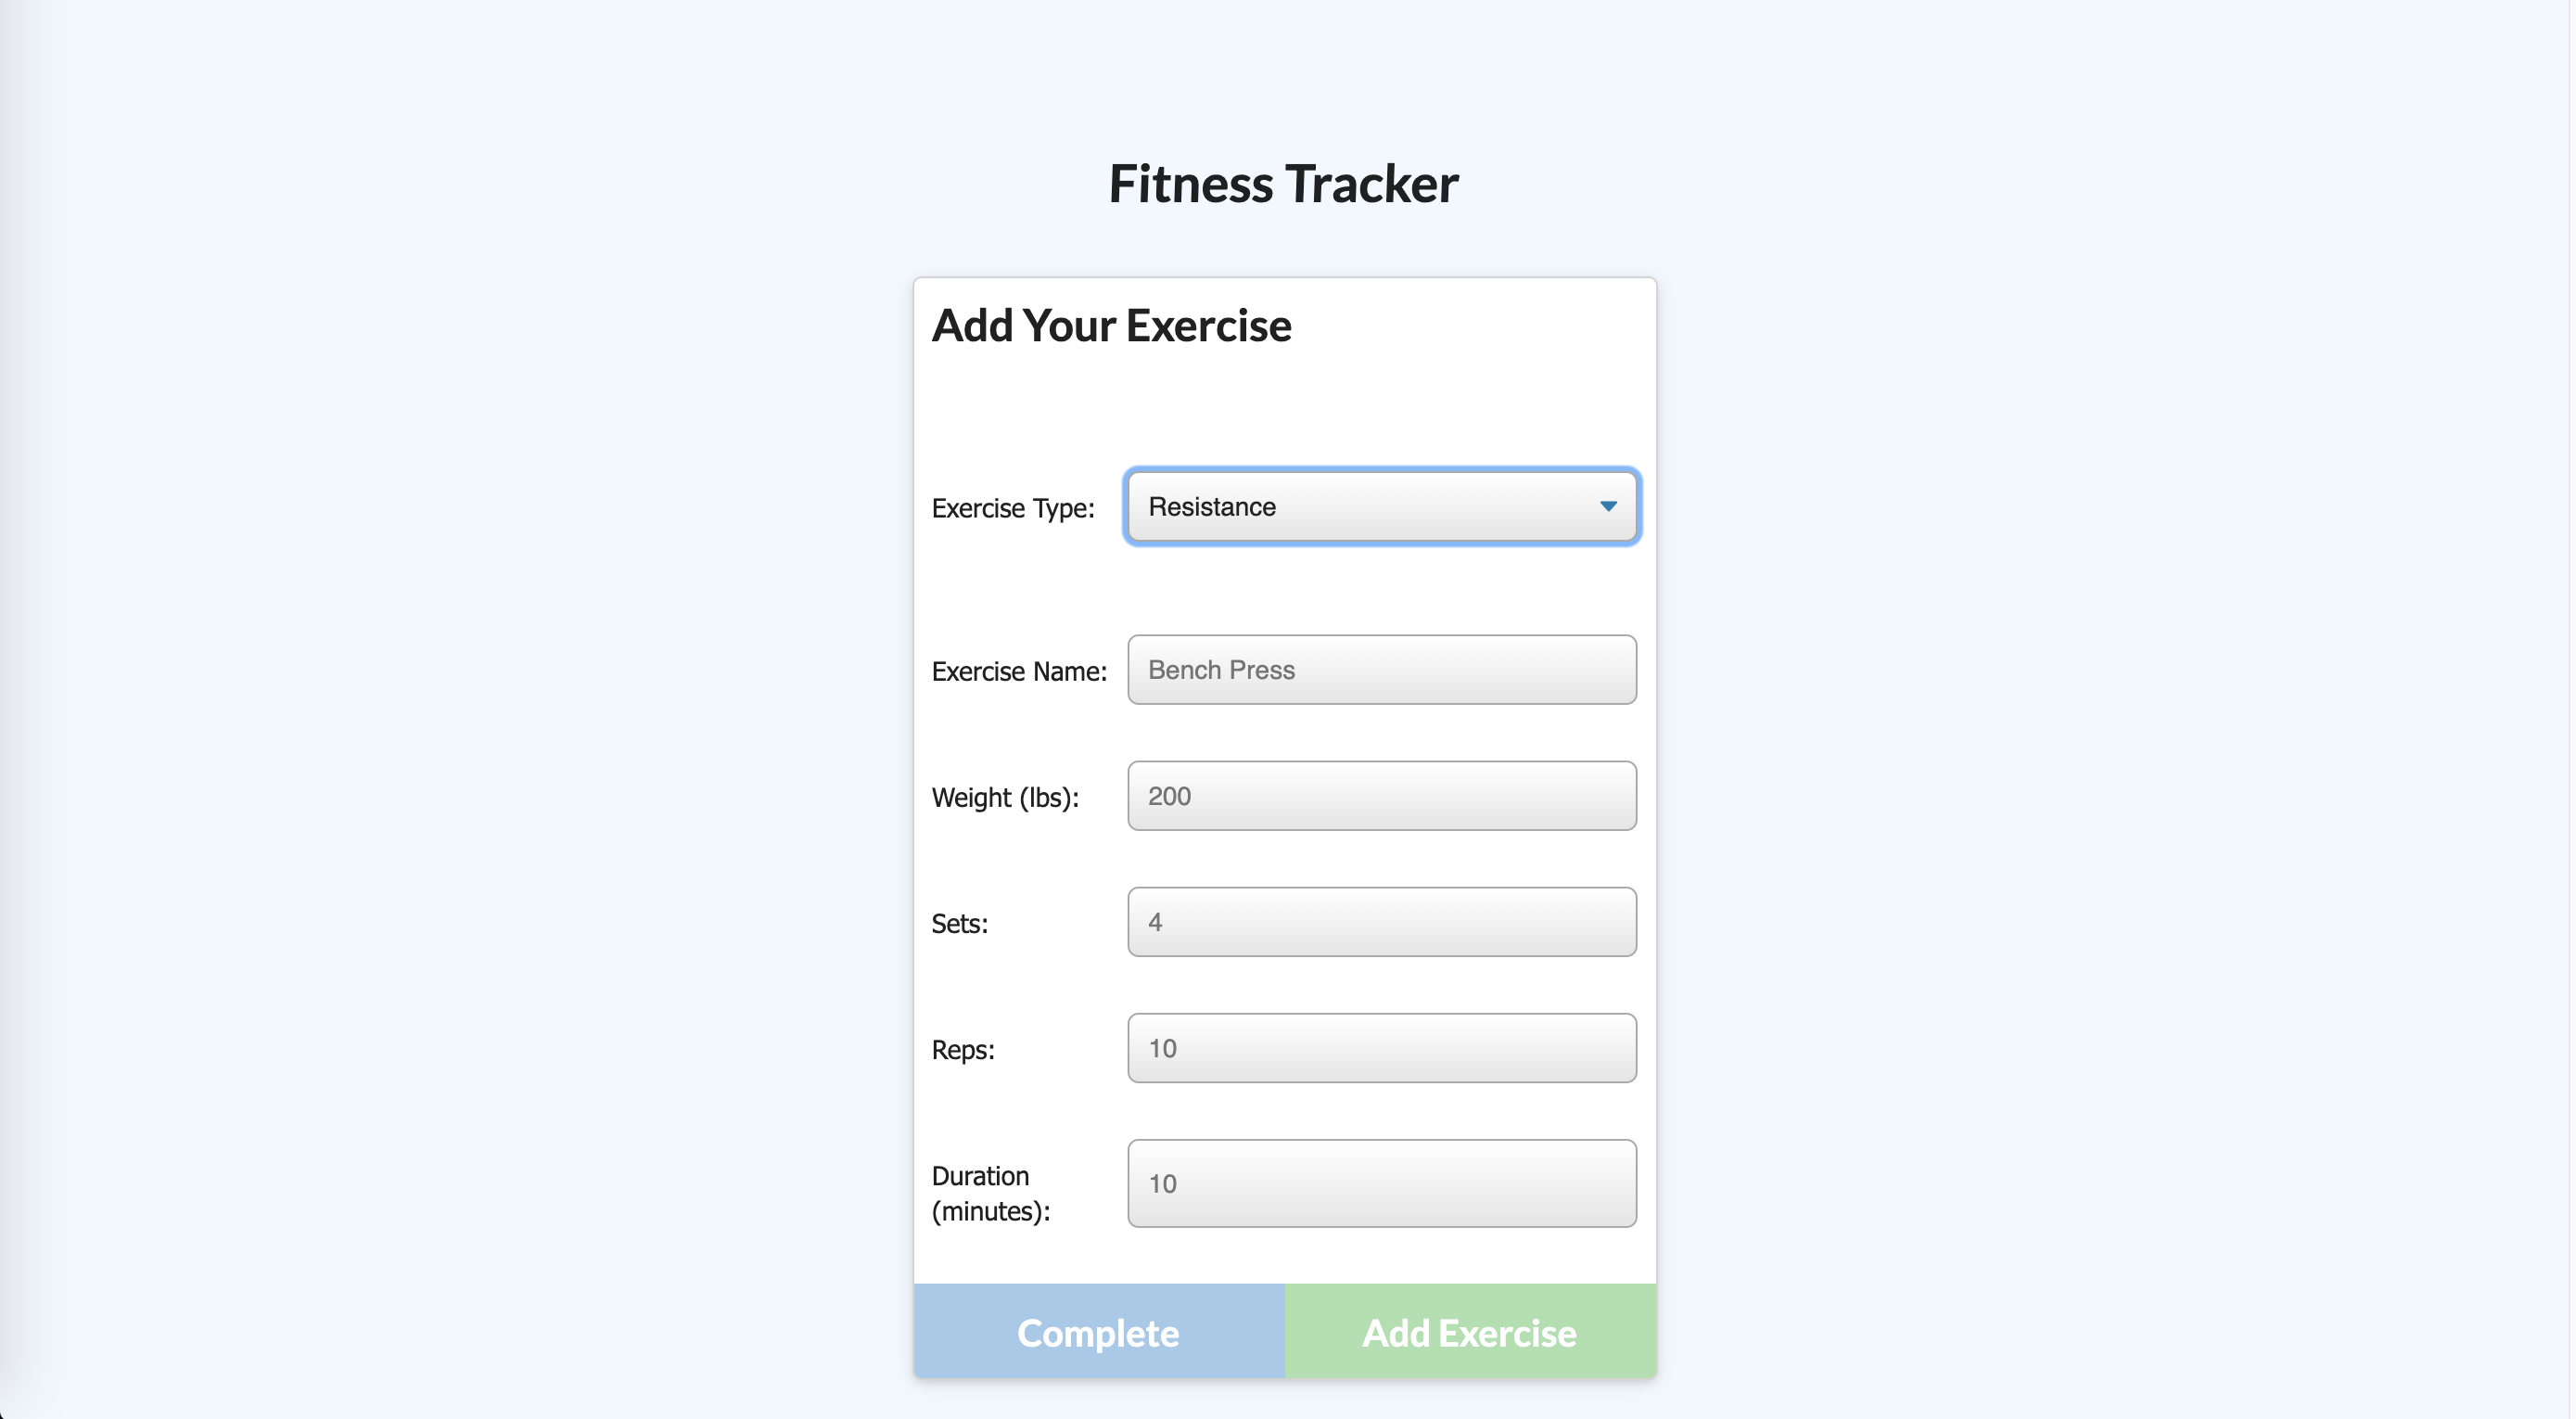 Fitness Tracker
Add Your Exercise
Exercise Type: Resistance
Exercise Name: Bench Press
Weight (lbs): 200
Sets: 4
Reps: 10
Duration
(minutes): 10
Complete Add Exercise